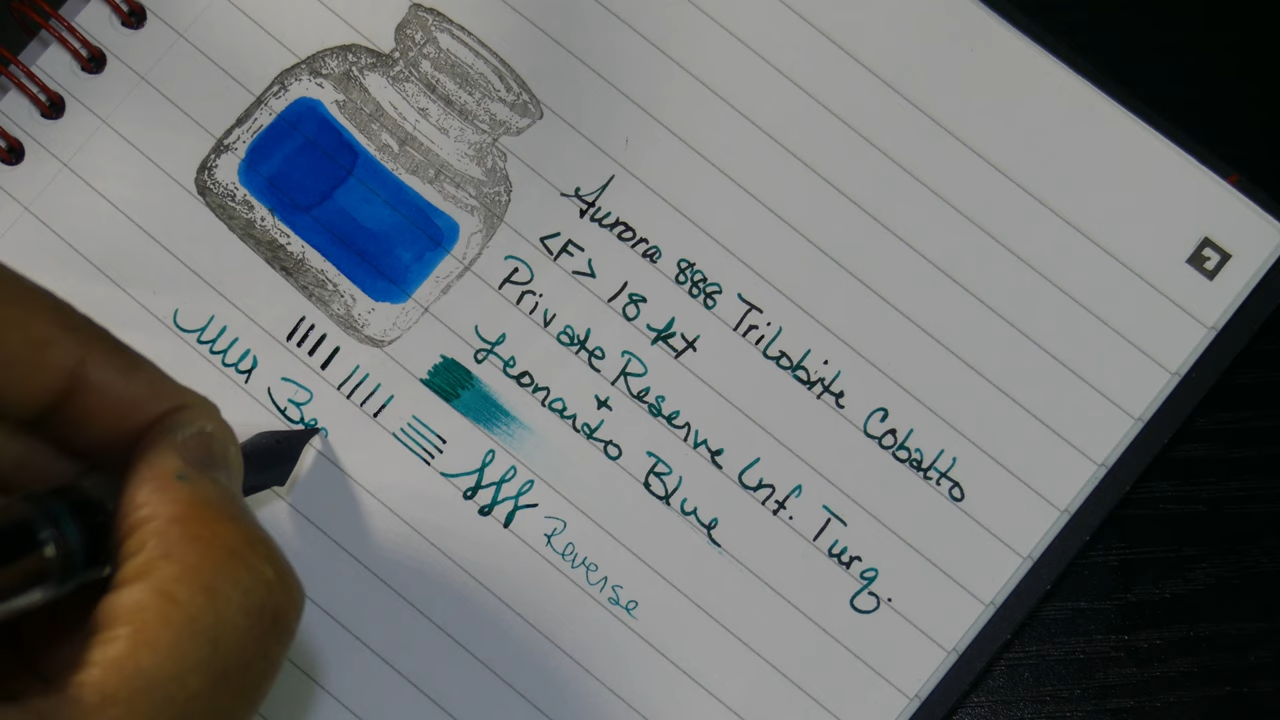 Aurora 888 Trilobite Cobalto
<F> 18 kt
Private Reserve Inf. Turq.
+
Leonardo Blue
Reverse